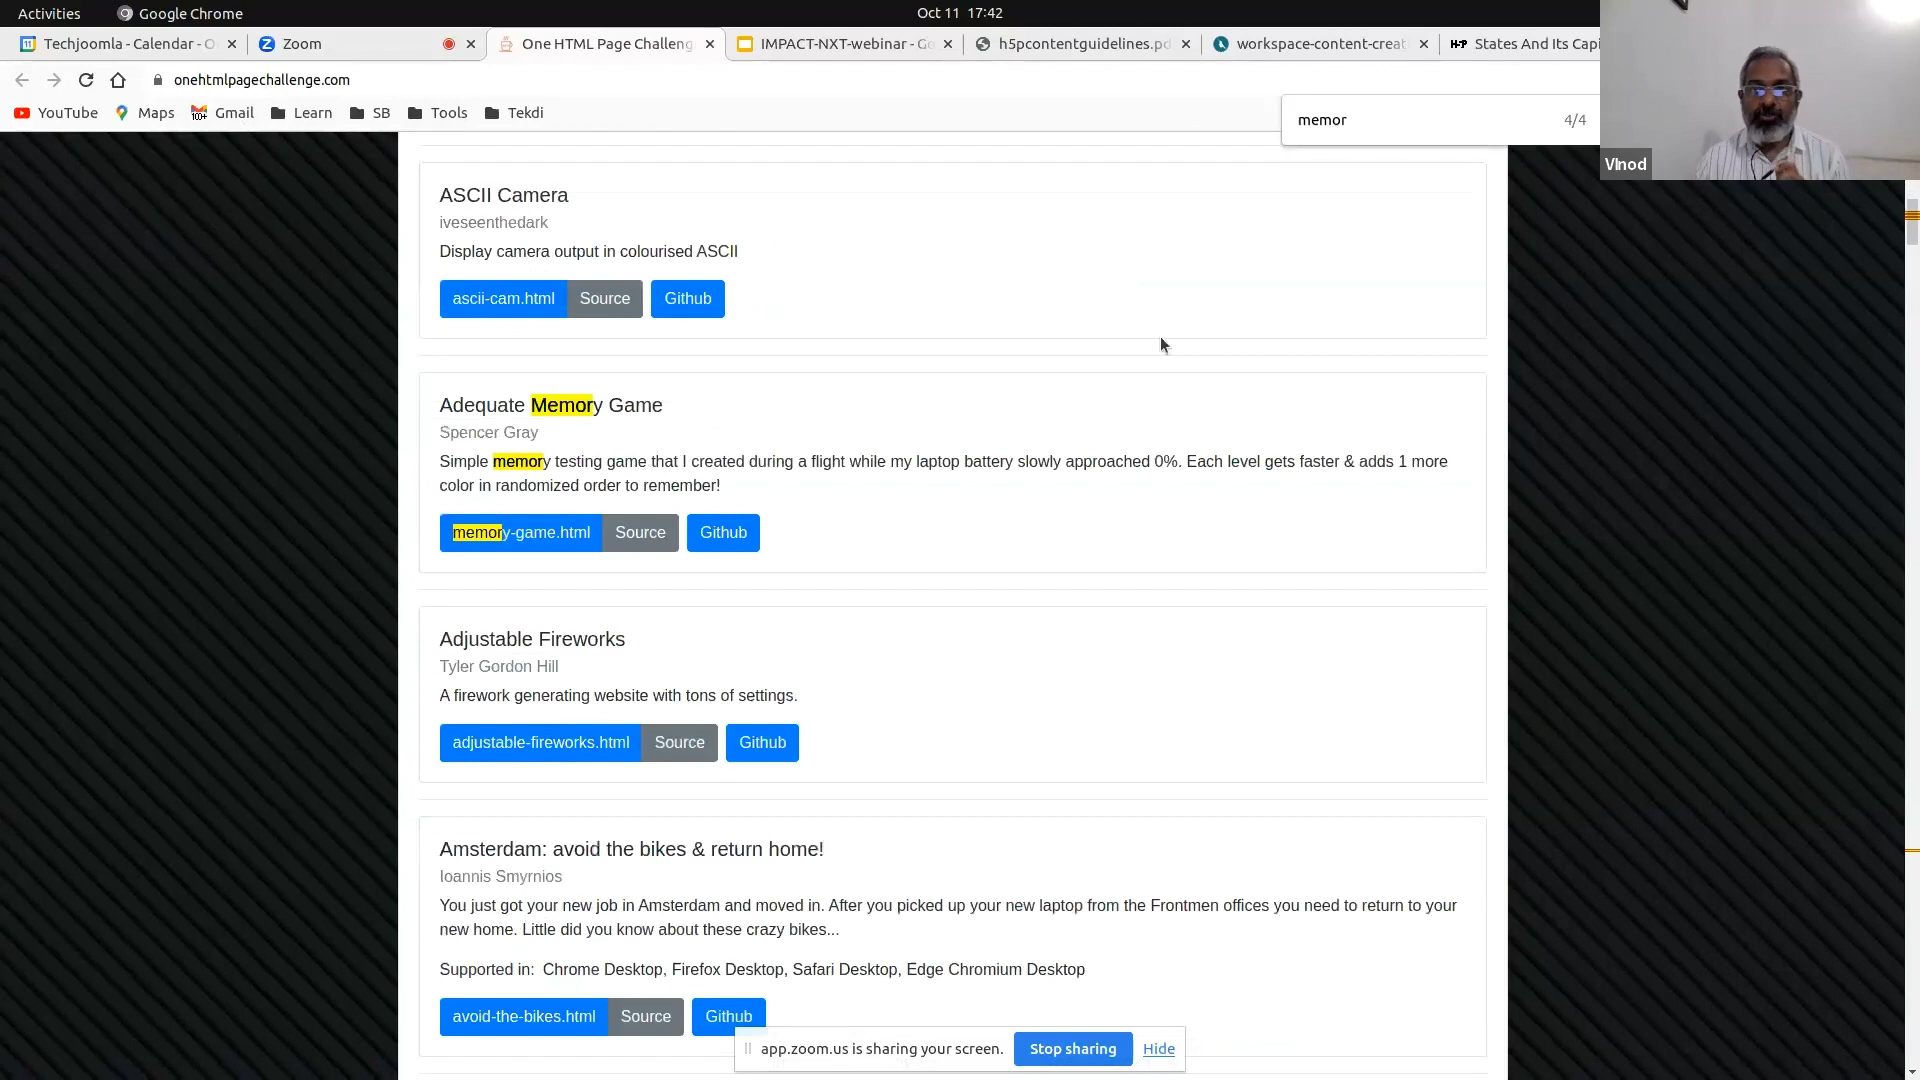 Activities
Google Chrome
Oct 11 17:42
Techjoomla - Calendar - O
Zoom
One HTML Page Challeng
IMPACT-NXT-webinar - Go
h5pcontentguidelines.pd
workspace-content-creat
H-P States And Its Capi
onehtmlpagechallenge.com
YouTube
Maps
Gmail
Learn
SB
Tools
Tekdi
memor 4/4
VInod
ASCII Camera
iveseenthedark
Display camera output in colourised ASCII
ascii-cam.html Source Github
Adequate Memory Game
Spencer Gray
Simple memory testing game that I created during a flight while my laptop battery slowly approached 0%. Each level gets faster & adds 1 more
color in randomized order to remember!
memory-game.html Source Github
Adjustable Fireworks
Tyler Gordon Hill
A firework generating website with tons of settings.
adjustable-fireworks.html Source Github
Amsterdam: avoid the bikes & return home!
Ioannis Smyrnios
You just got your new job in Amsterdam and moved in. After you picked up your new laptop from the Frontmen offices you need to return to your
new home. Little did you know about these crazy bikes...
Supported in: Chrome Desktop, Firefox Desktop, Safari Desktop, Edge Chromium Desktop
avoid-the-bikes.html Source Github
app.zoom.us is sharing your screen. Stop sharing Hide